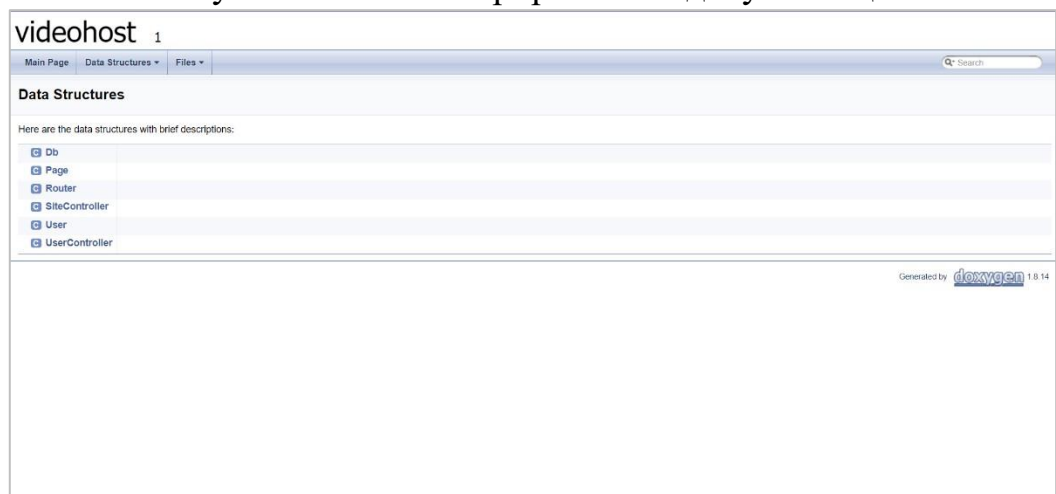 videohost 1
Main Page Data Structures Files Search
Data Structures
Here are the data structures with brief descriptions:
C Db
C Page
C Router
C SiteController
C User
C UserController
Generated by doxygen 1.8.14